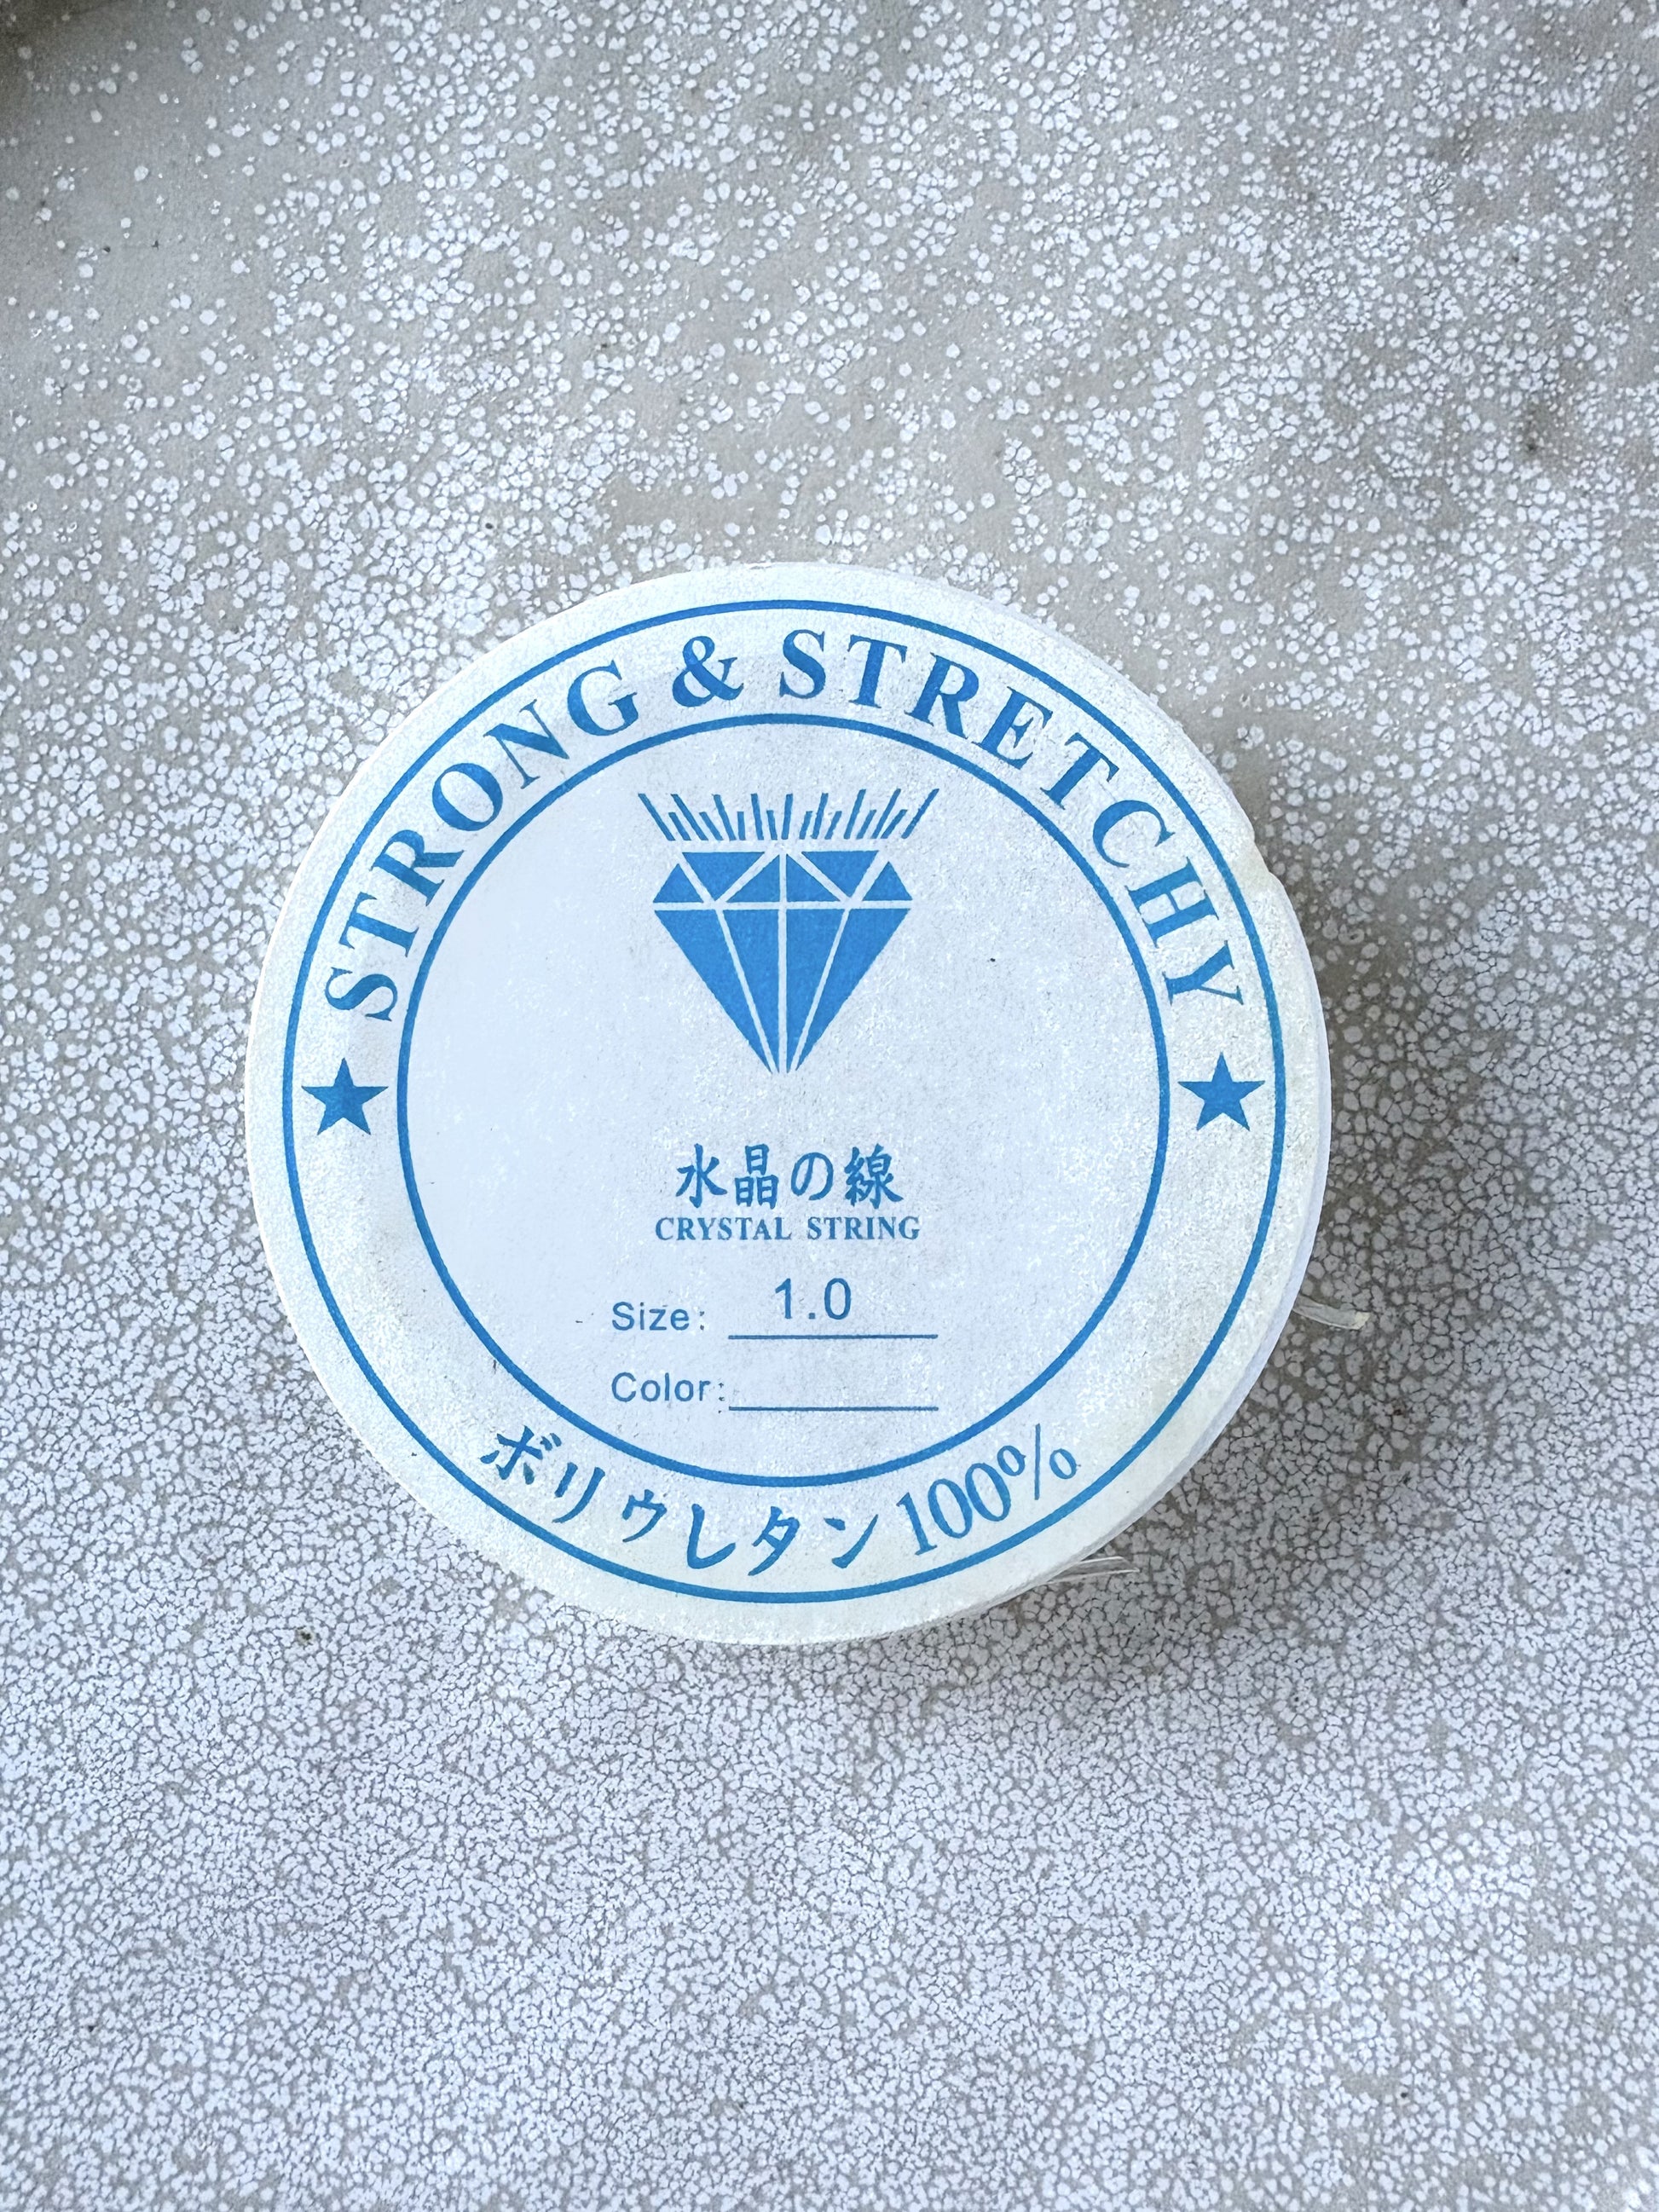 STRONG & STRETCHY
水晶の線
CRYSTAL STRING
Size: 1.0
Color:
ボリウレタン100%